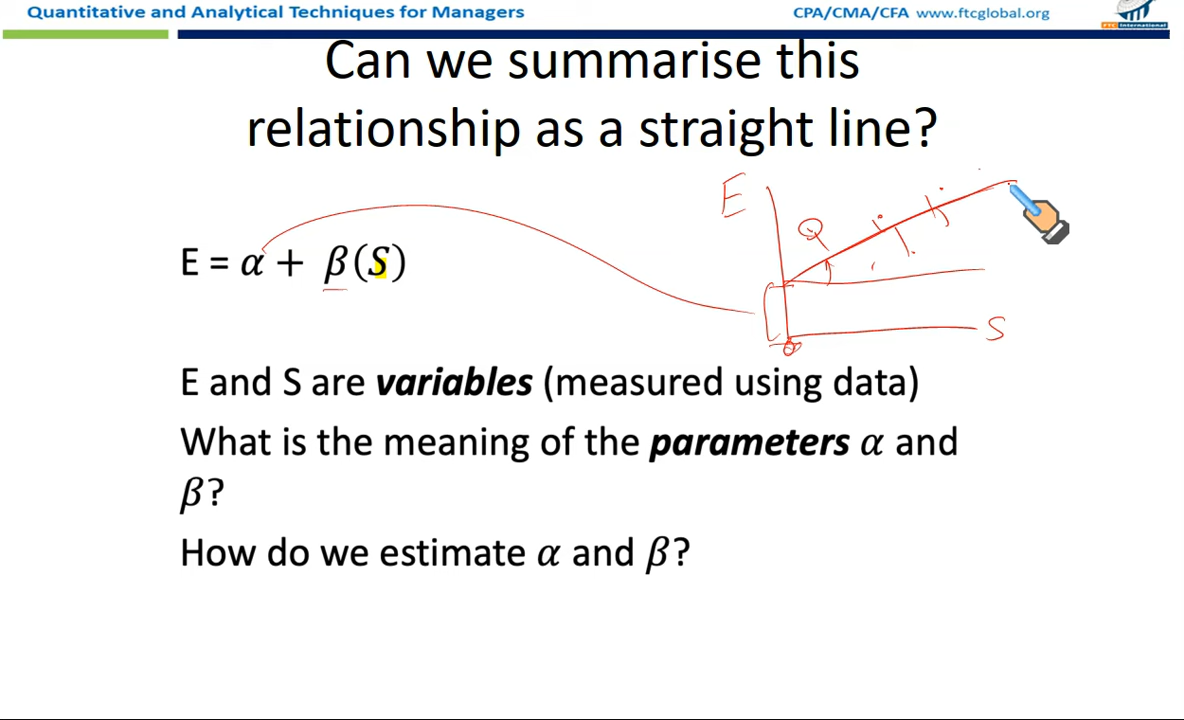 Quantitative and Analytical Techniques for Managers
CPA/CMA/CFA www.ftcglobal.org
FTC International
Can we summarise this
relationship as a straight line?
E
Q
E = α + β(S)
S
E and S are variables (measured using data)
What is the meaning of the parameters α and
β?
How do we estimate α and β?